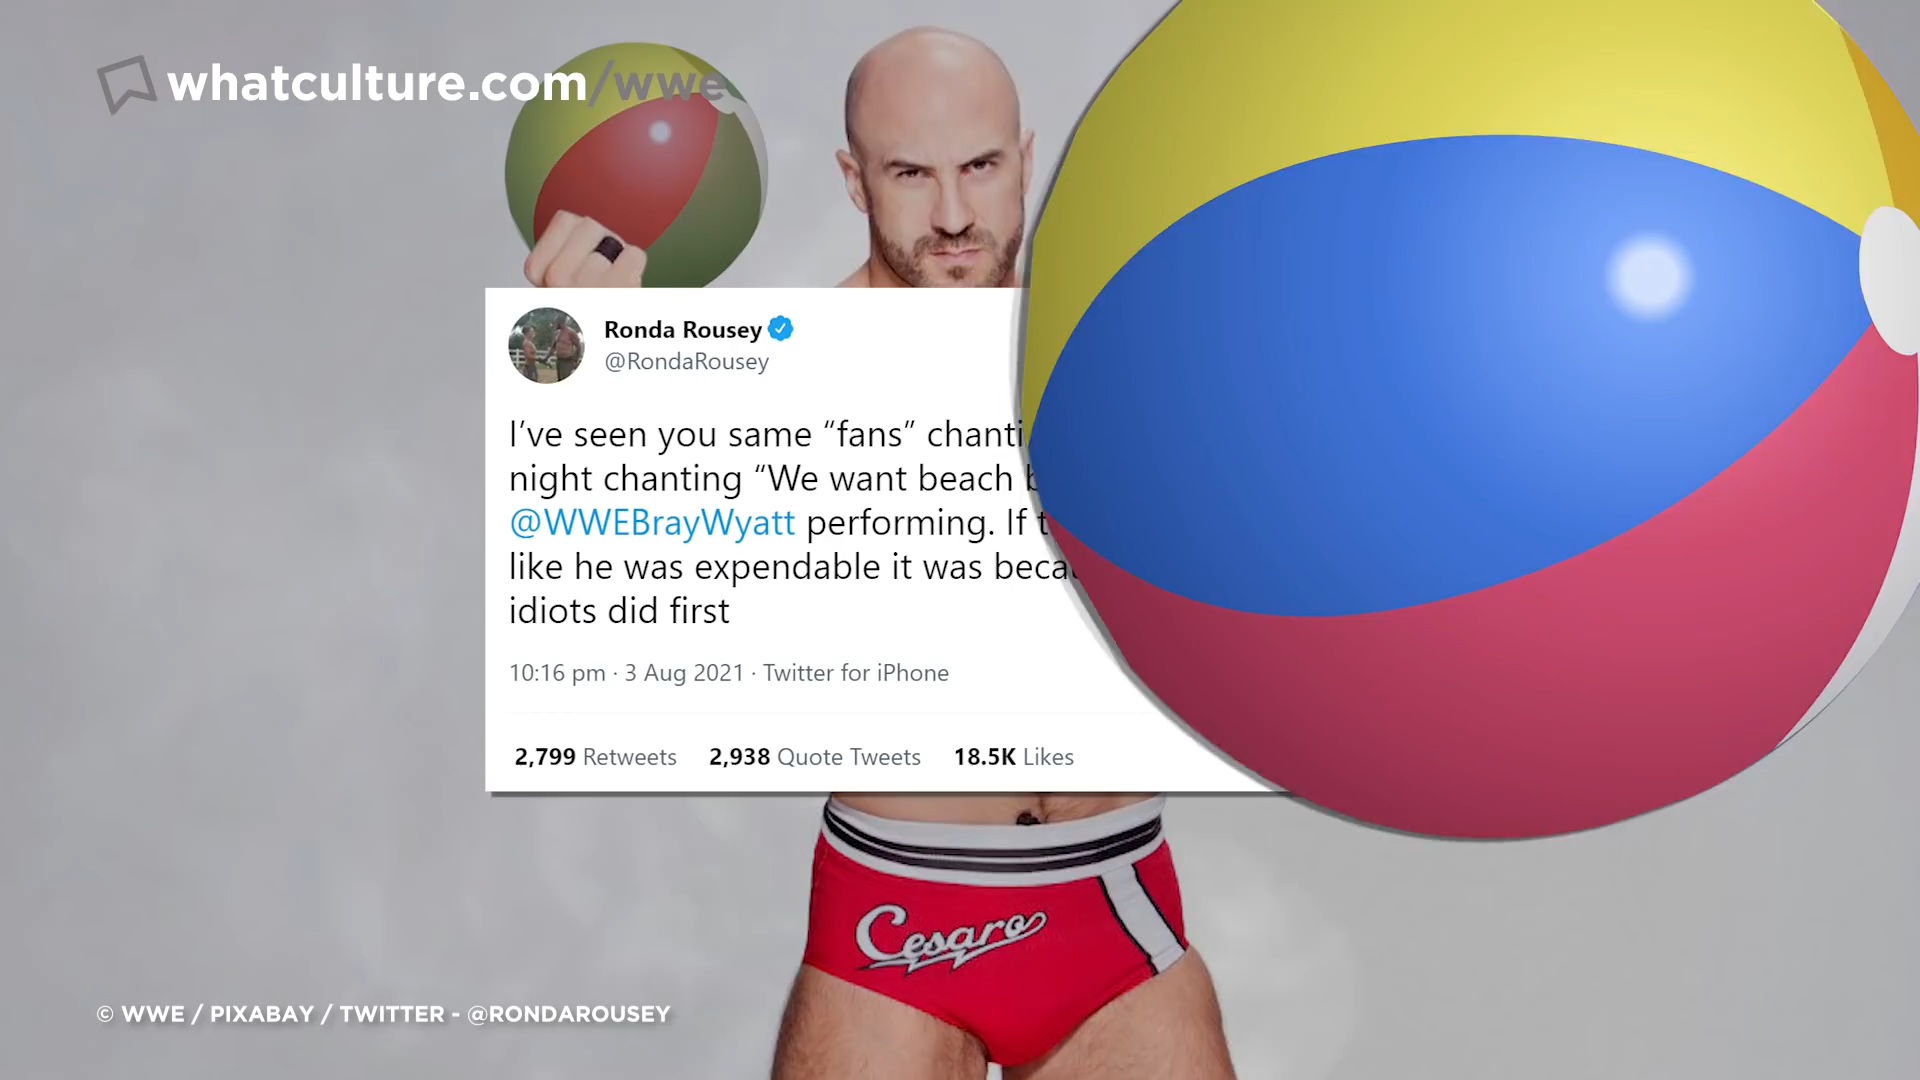 whatculture.com/wwe
Ronda Rousey
@RondaRousey
I’ve seen you same “fans”
night chanting “We want beach
@WWEBrayWyatt performing. If
like he was expendable it was
idiots did first
10:16 pm · 3 Aug 2021 · Twitter for iPhone
2,799 Retweets 2,938 Quote Tweets 18.5K Likes
Cesaro
© WWE / PIXABAY / TWITTER - @RONDAROUSEY